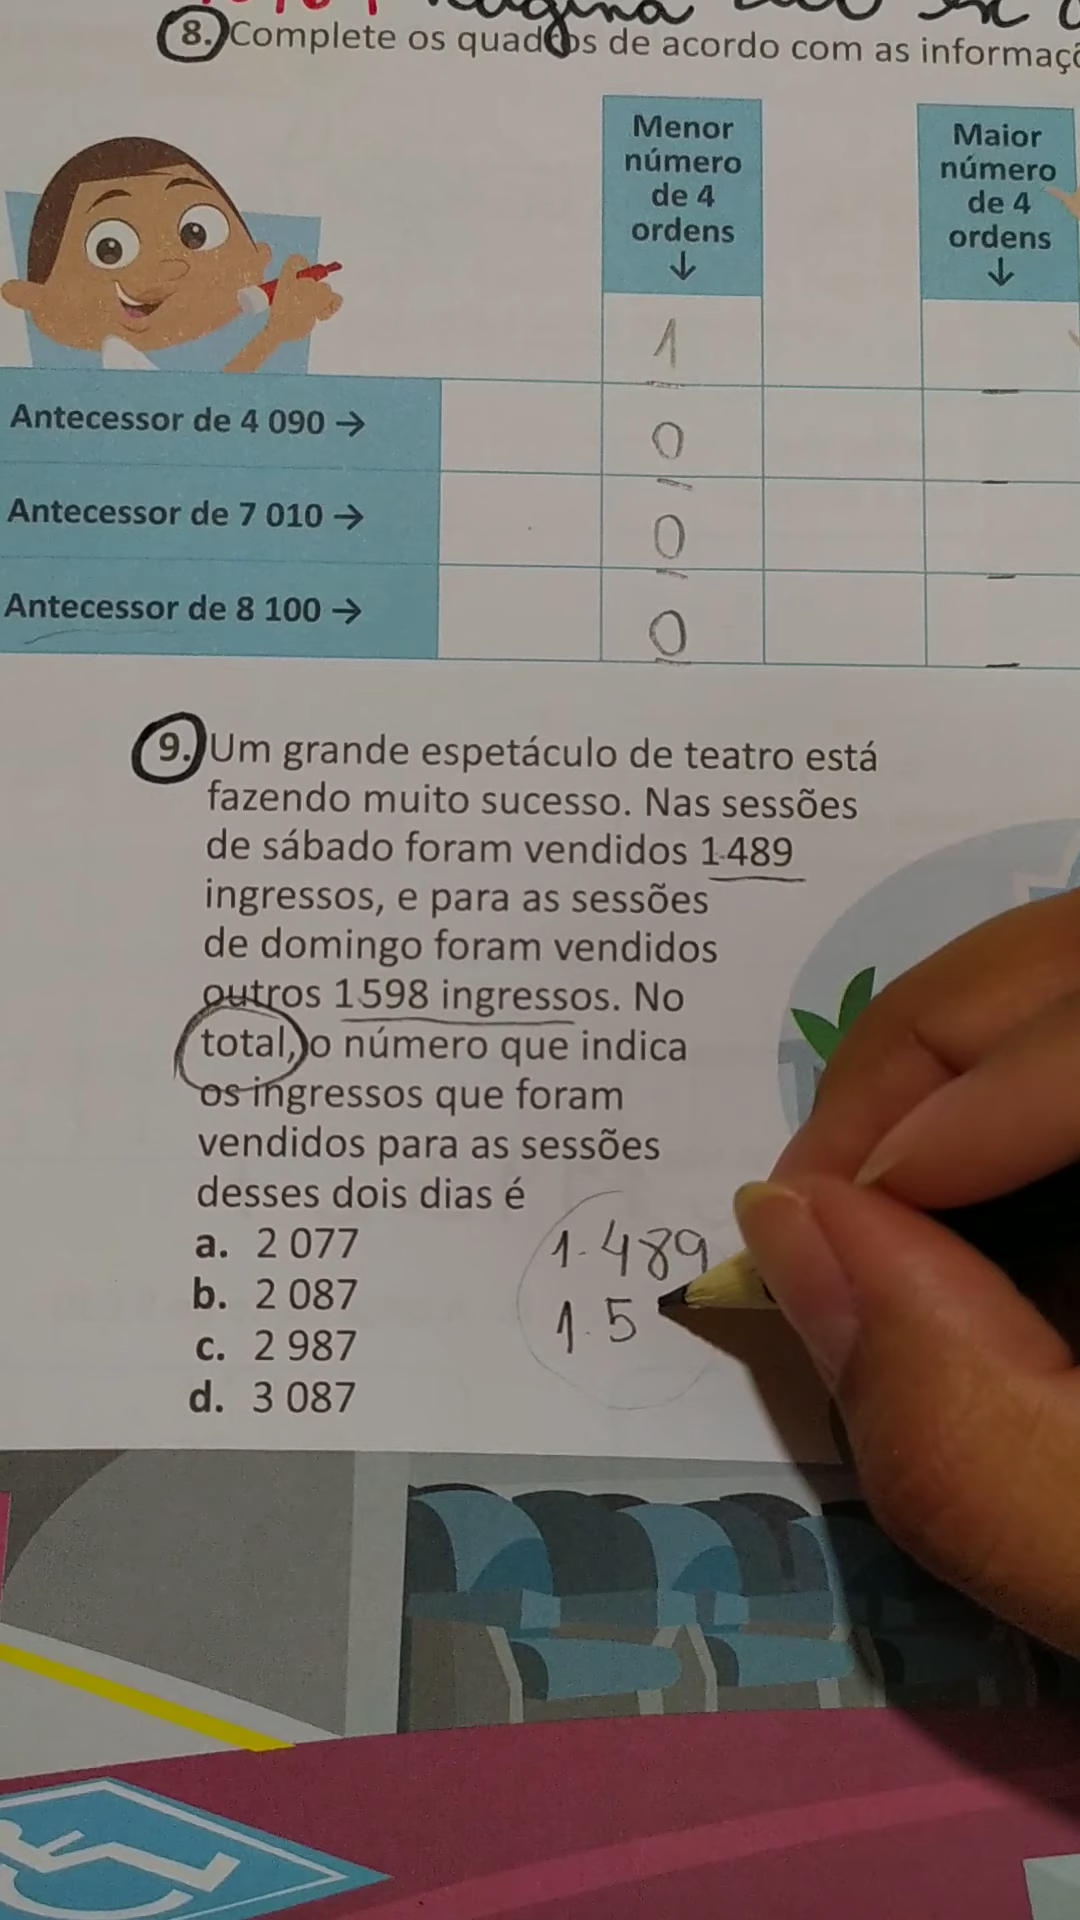 página
8. Complete os quadros de acordo com as
Menor
número
de 4
ordens
↓
Maior
número
de 4
ordens
↓
1
Antecessor de 4 090 →
0
Antecessor de 7 010 →
0
Antecessor de 8 100 →
0
9. Um grande espetáculo de teatro está
fazendo muito sucesso. Nas sessões
de sábado foram vendidos 1 489
ingressos, e para as sessões
de domingo foram vendidos
outros 1 598 ingressos. No
total, o número que indica
os ingressos que foram
vendidos para as sessões
desses dois dias é
a. 2 077
b. 2 087
c. 2 987
d. 3 087
1.489
1.5